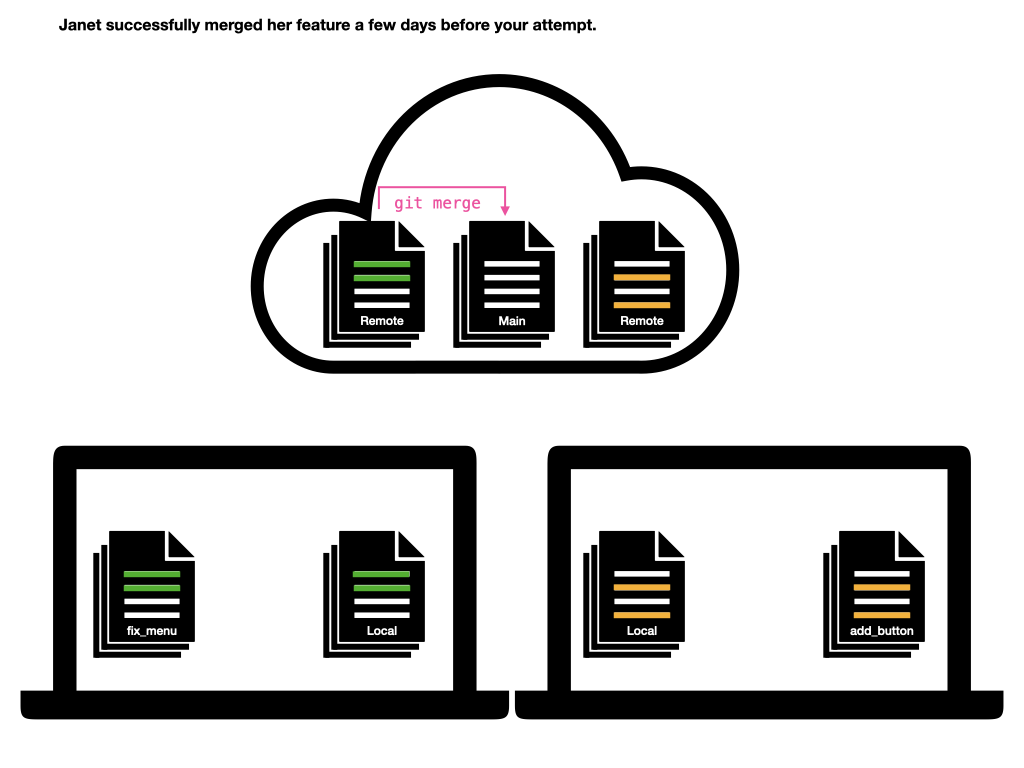 Janet successfully merged her feature a few days before your attempt.
git merge
Remote
Main
Remote
fix_menu
Local
Local
add_button